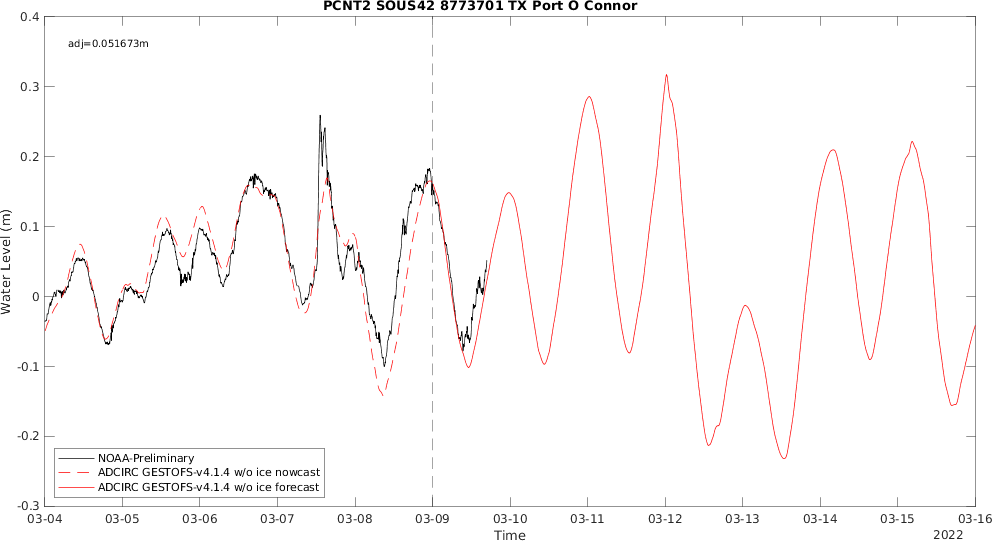 PCNT2 SOUS42 8773701 TX Port O Connor
adj=0.051673m
0.4
0.3
0.2
0.1
0
-0.1
-0.2
-0.3
Water Level (m)
NOAA-Preliminary
ADCIRC GESTOFS-v4.1.4 w/o ice nowcast
ADCIRC GESTOFS-v4.1.4 w/o ice forecast
03-04 03-05 03-06 03-07 03-08 03-09 03-10 03-11 03-12 03-13 03-14 03-15 03-16
Time
2022